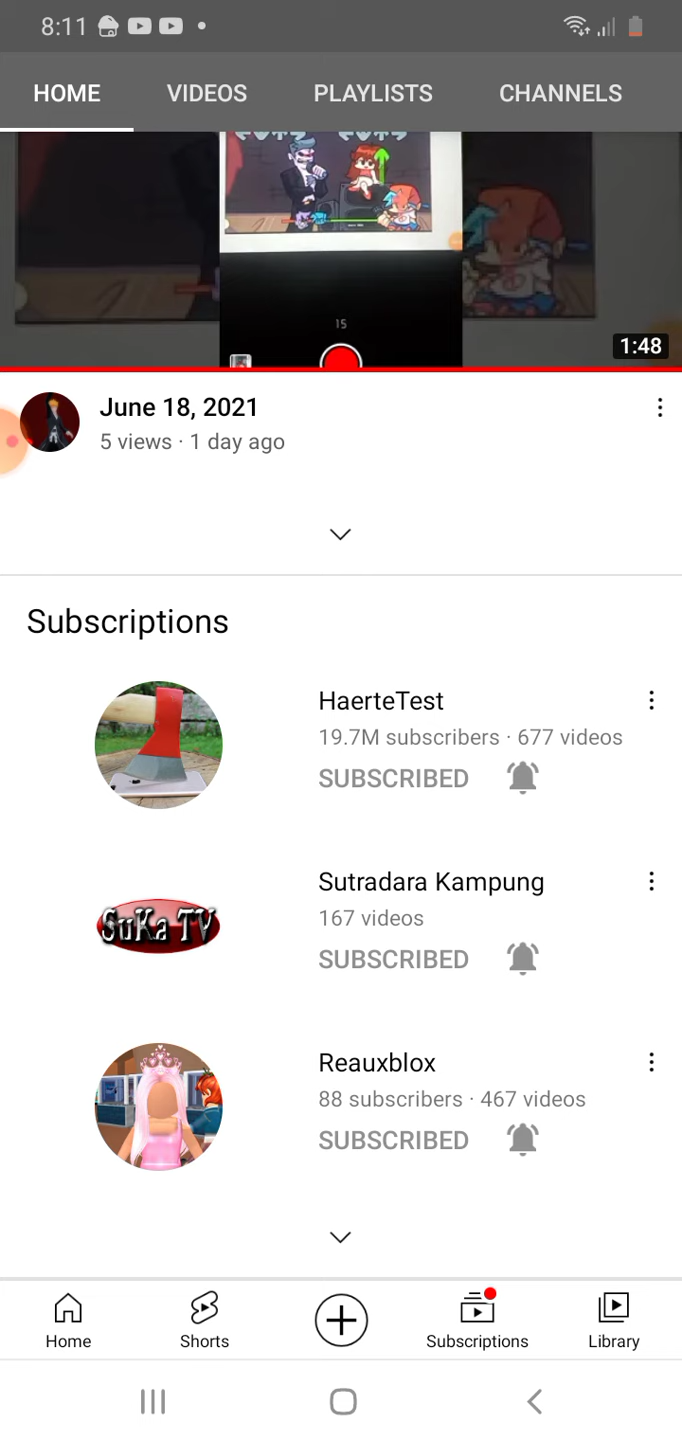 8:11
HOME
VIDEOS
PLAYLISTS
CHANNELS
15
1:48
June 18, 2021
5 views · 1 day ago
Subscriptions
HaerteTest
19.7M subscribers · 677 videos
SUBSCRIBED
SuKa TV
Sutradara Kampung
167 videos
SUBSCRIBED
Reauxblox
88 subscribers · 467 videos
SUBSCRIBED
Home
Shorts
Subscriptions
Library